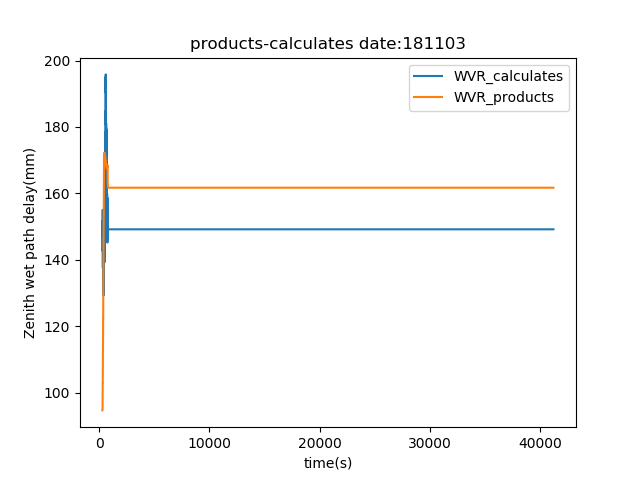 products-calculates date:181103
WVR_calculates
WVR_products
Zenith wet path delay(mm)
200
180
160
140
120
100
0
10000
20000
30000
40000
time(s)